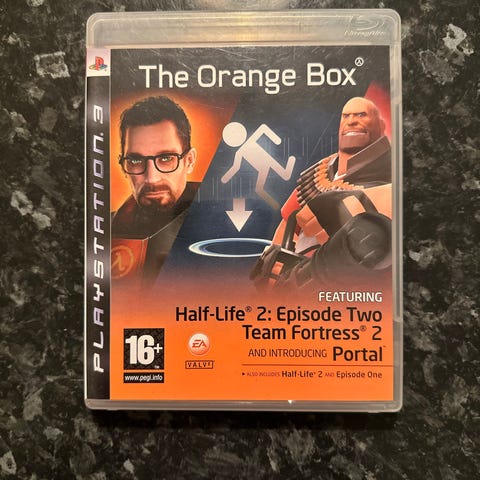 Blu-ray Disc
PLAYSTATION 3
The Orange Box
FEATURING
Half-Life® 2: Episode Two
Team Fortress® 2
AND INTRODUCING Portal™
ALSO INCLUDES Half-Life 2 AND Episode One
16+
www.pegi.info
EA
VALVE